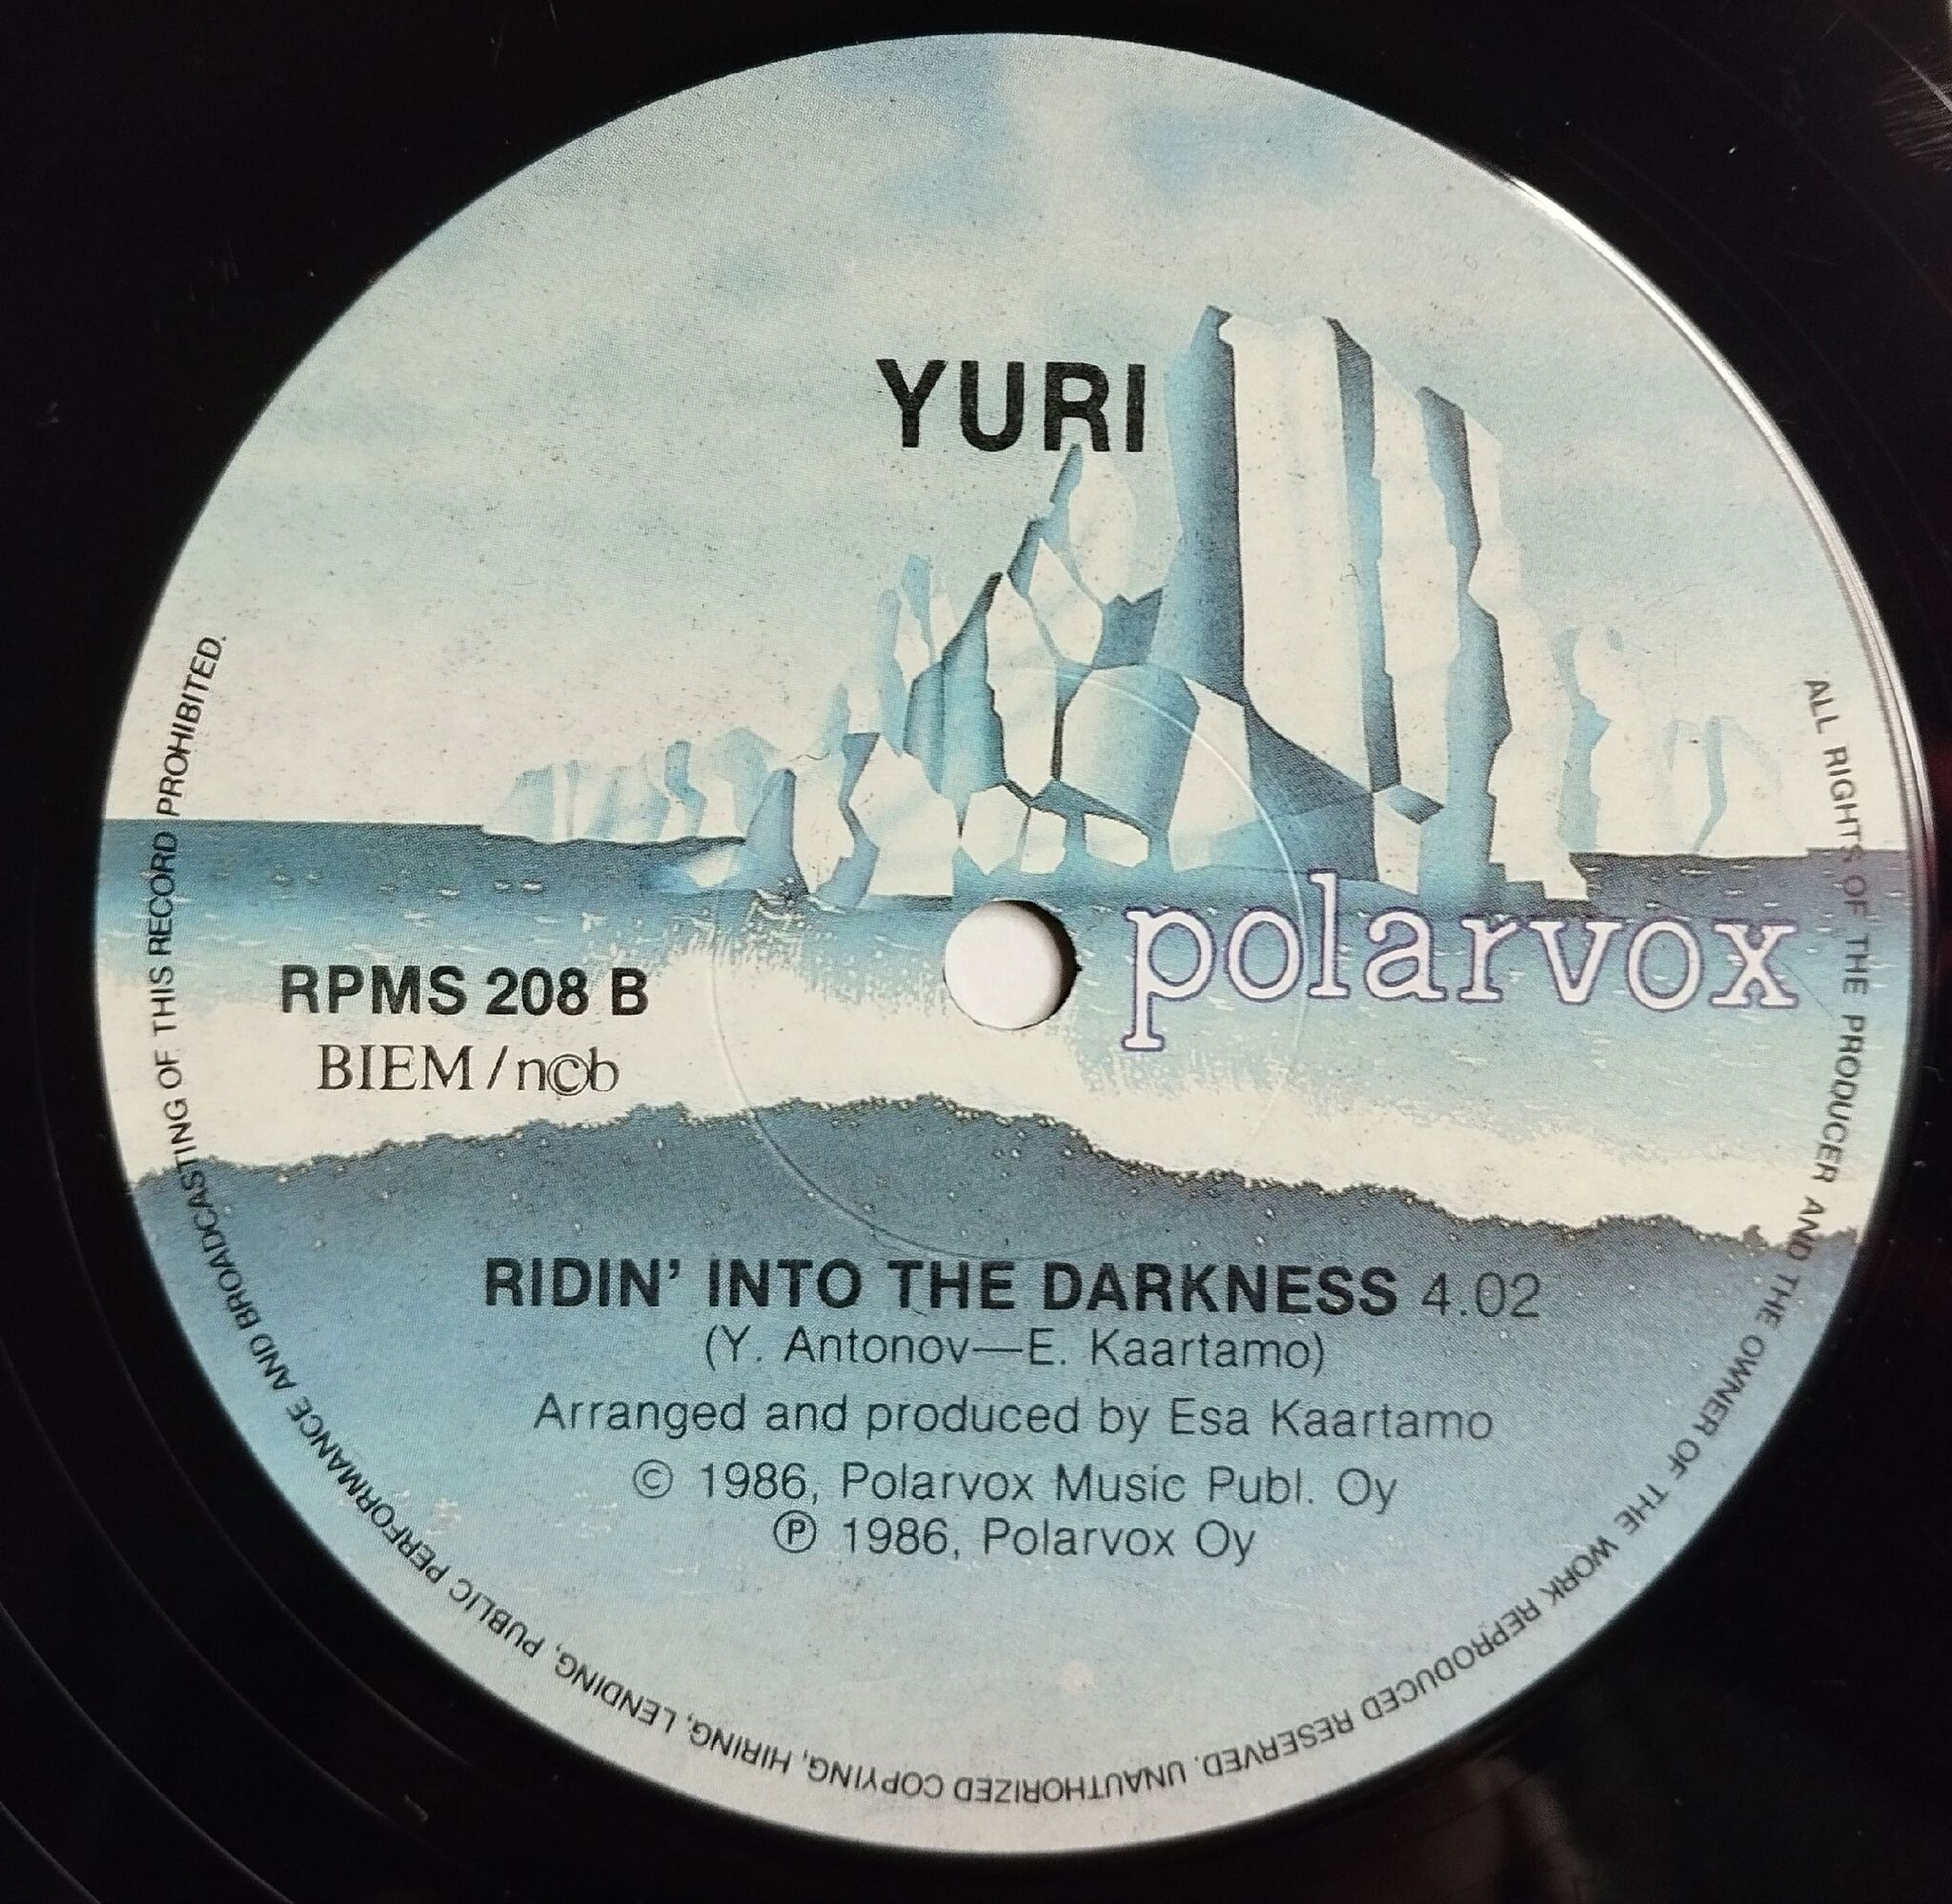 YURI
polarvox
RPMS 208 B
BIEM/n©b
RIDIN' INTO THE DARKNESS 4.02
(Y. Antonov—E. Kaartamo)
Arranged and produced by Esa Kaartamo
© 1986, Polarvox Music Publ. Oy
℗ 1986, Polarvox Oy
ALL RIGHTS OF THE PRODUCER AND THE OWNER OF THE WORK REPRODUCED RESERVED. UNAUTHORIZED COPYING, HIRING, LENDING, PUBLIC PERFORMANCE AND BROADCASTING OF THIS RECORD PROHIBITED.